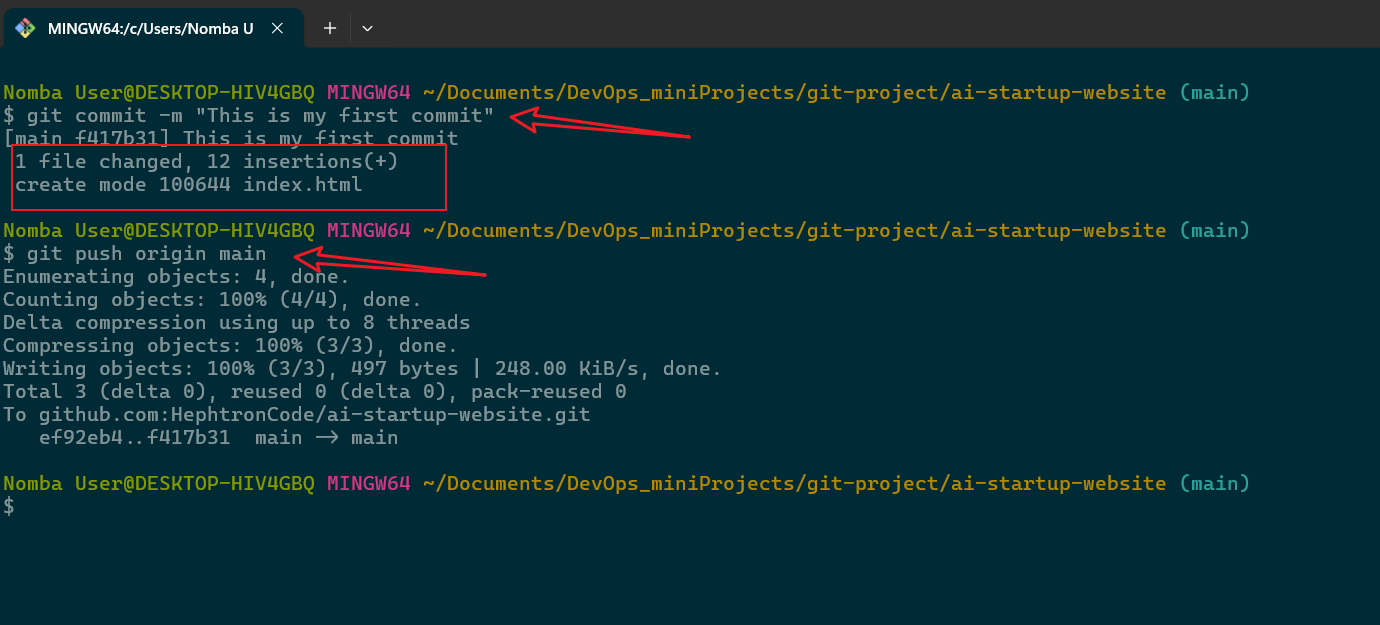 MINGW64:/c/Users/Nomba U
Nomba User@DESKTOP-HIV4GBQ MINGW64 ~/Documents/DevOps_miniProjects/git-project/ai-startup-website (main)
$ git commit -m "This is my first commit"
[main f417b31] This is my first commit
1 file changed, 12 insertions(+)
create mode 100644 index.html
Nomba User@DESKTOP-HIV4GBQ MINGW64 ~/Documents/DevOps_miniProjects/git-project/ai-startup-website (main)
$ git push origin main
Enumerating objects: 4, done.
Counting objects: 100% (4/4), done.
Delta compression using up to 8 threads
Compressing objects: 100% (3/3), done.
Writing objects: 100% (3/3), 497 bytes | 248.00 KiB/s, done.
Total 3 (delta 0), reused 0 (delta 0), pack-reused 0
To github.com:HephtronCode/ai-startup-website.git
ef92eb4..f417b31  main -> main
Nomba User@DESKTOP-HIV4GBQ MINGW64 ~/Documents/DevOps_miniProjects/git-project/ai-startup-website (main)
$